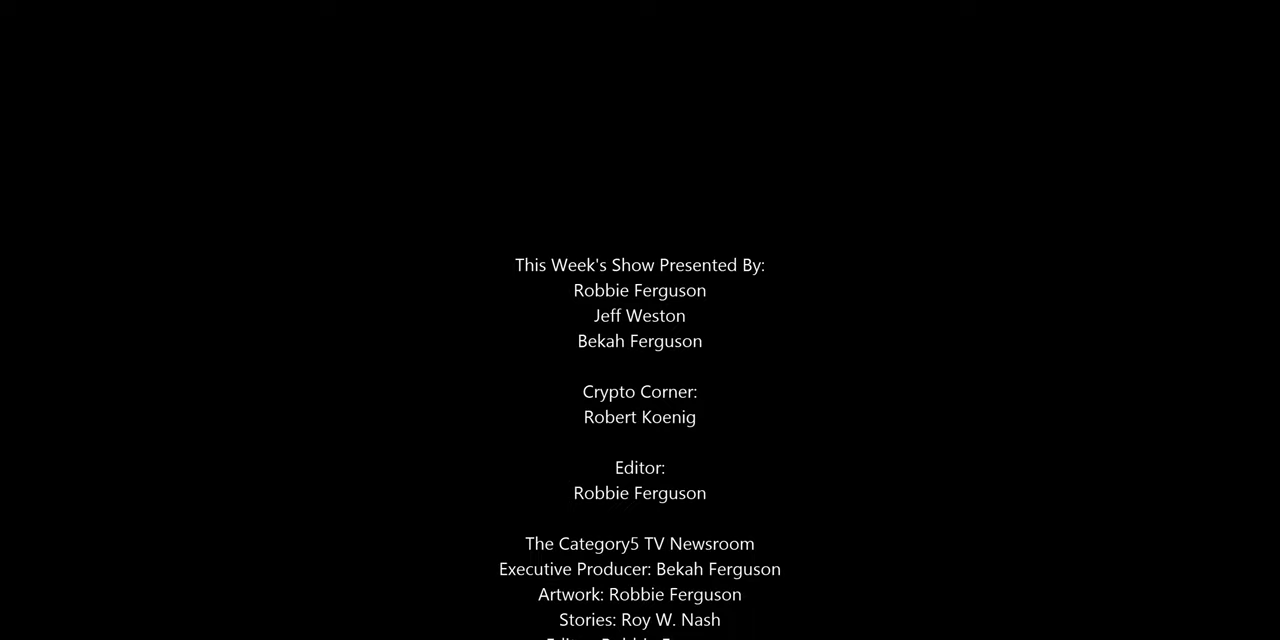 This Week's Show Presented By:
Robbie Ferguson
Jeff Weston
Bekah Ferguson
Crypto Corner:
Robert Koenig
Editor:
Robbie Ferguson
The Category5 TV Newsroom
Executive Producer: Bekah Ferguson
Artwork: Robbie Ferguson
Stories: Roy W. Nash